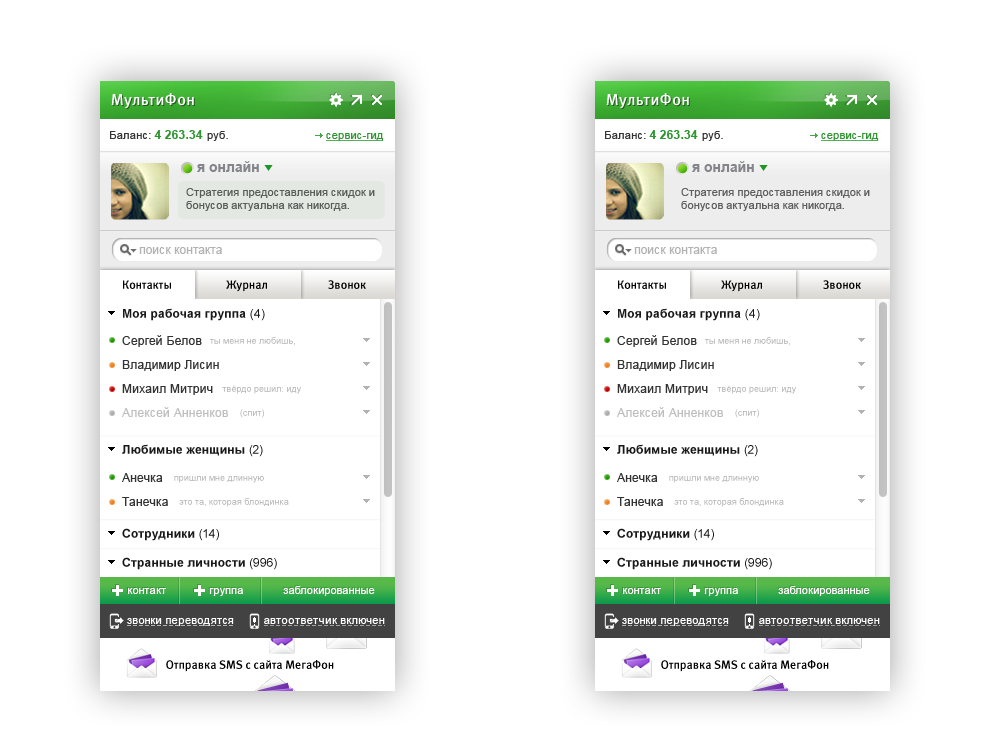 МультиФон
Баланс: 4 263.34 руб.
сервис-гид
я онлайн
Стратегия предоставления скидок и
бонусов актуальна как никогда.
поиск контакта
Контакты
Журнал
Звонок
Моя рабочая группа (4)
Сергей Белов ты меня не любишь,
Владимир Лисин
Михаил Митрич твёрдо решил: иду
Алексей Анненков (спит)
Любимые женщины (2)
Анечка пришли мне длинную
Танечка это та, которая блондинка
Сотрудники (14)
Странные личности (996)
контакт
группа
заблокированные
звонки переводятся
автоответчик включен
Отправка SMS с сайта МегаФон
МультиФон
Баланс: 4 263.34 руб.
сервис-гид
я онлайн
Стратегия предоставления скидок и
бонусов актуальна как никогда.
поиск контакта
Контакты
Журнал
Звонок
Моя рабочая группа (4)
Сергей Белов ты меня не любишь,
Владимир Лисин
Михаил Митрич твёрдо решил: иду
Алексей Анненков (спит)
Любимые женщины (2)
Анечка пришли мне длинную
Танечка это та, которая блондинка
Сотрудники (14)
Странные личности (996)
контакт
группа
заблокированные
звонки переводятся
автоответчик включен
Отправка SMS с сайта МегаФон